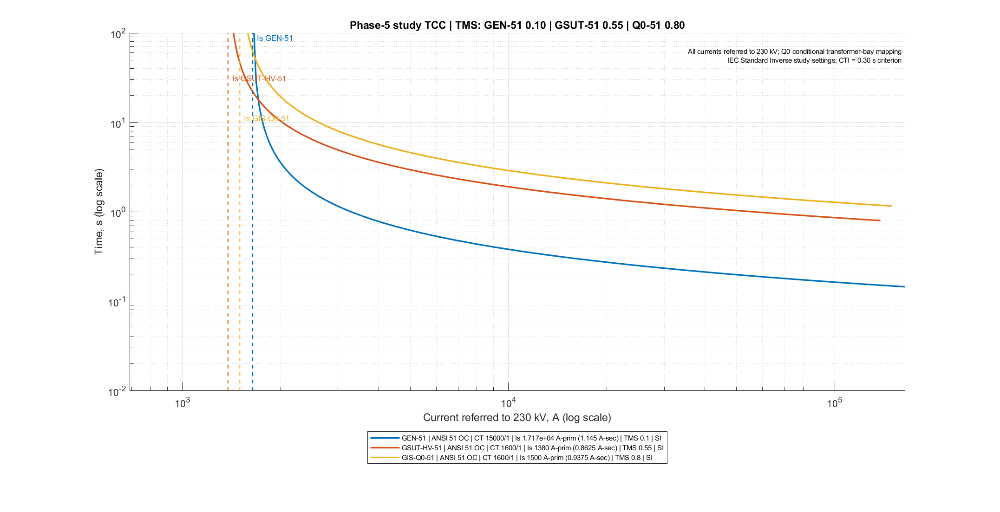 Phase-5 study TCC | TMS: GEN-51 0.10 | GSUT-51 0.55 | Q0-51 0.80
10^2
Is GEN-51
All currents referred to 230 kV; Q0 conditional transformer-bay mapping
IEC Standard Inverse study settings; CTI = 0.30 s criterion
Is GSUT-HV-51
Is GIS-Q0-51
10^1
Time, s (log scale)
10^0
10^-1
10^-2
10^3
10^4
10^5
Current referred to 230 kV, A (log scale)
GEN-51 | ANSI 51 OC | CT 15000/1 | Is 1.717e+04 A-prim (1.145 A-sec) | TMS 0.1 | SI
GSUT-HV-51 | ANSI 51 OC | CT 1600/1 | Is 1380 A-prim (0.8625 A-sec) | TMS 0.55 | SI
GIS-Q0-51 | ANSI 51 OC | CT 1600/1 | Is 1500 A-prim (0.9375 A-sec) | TMS 0.8 | SI